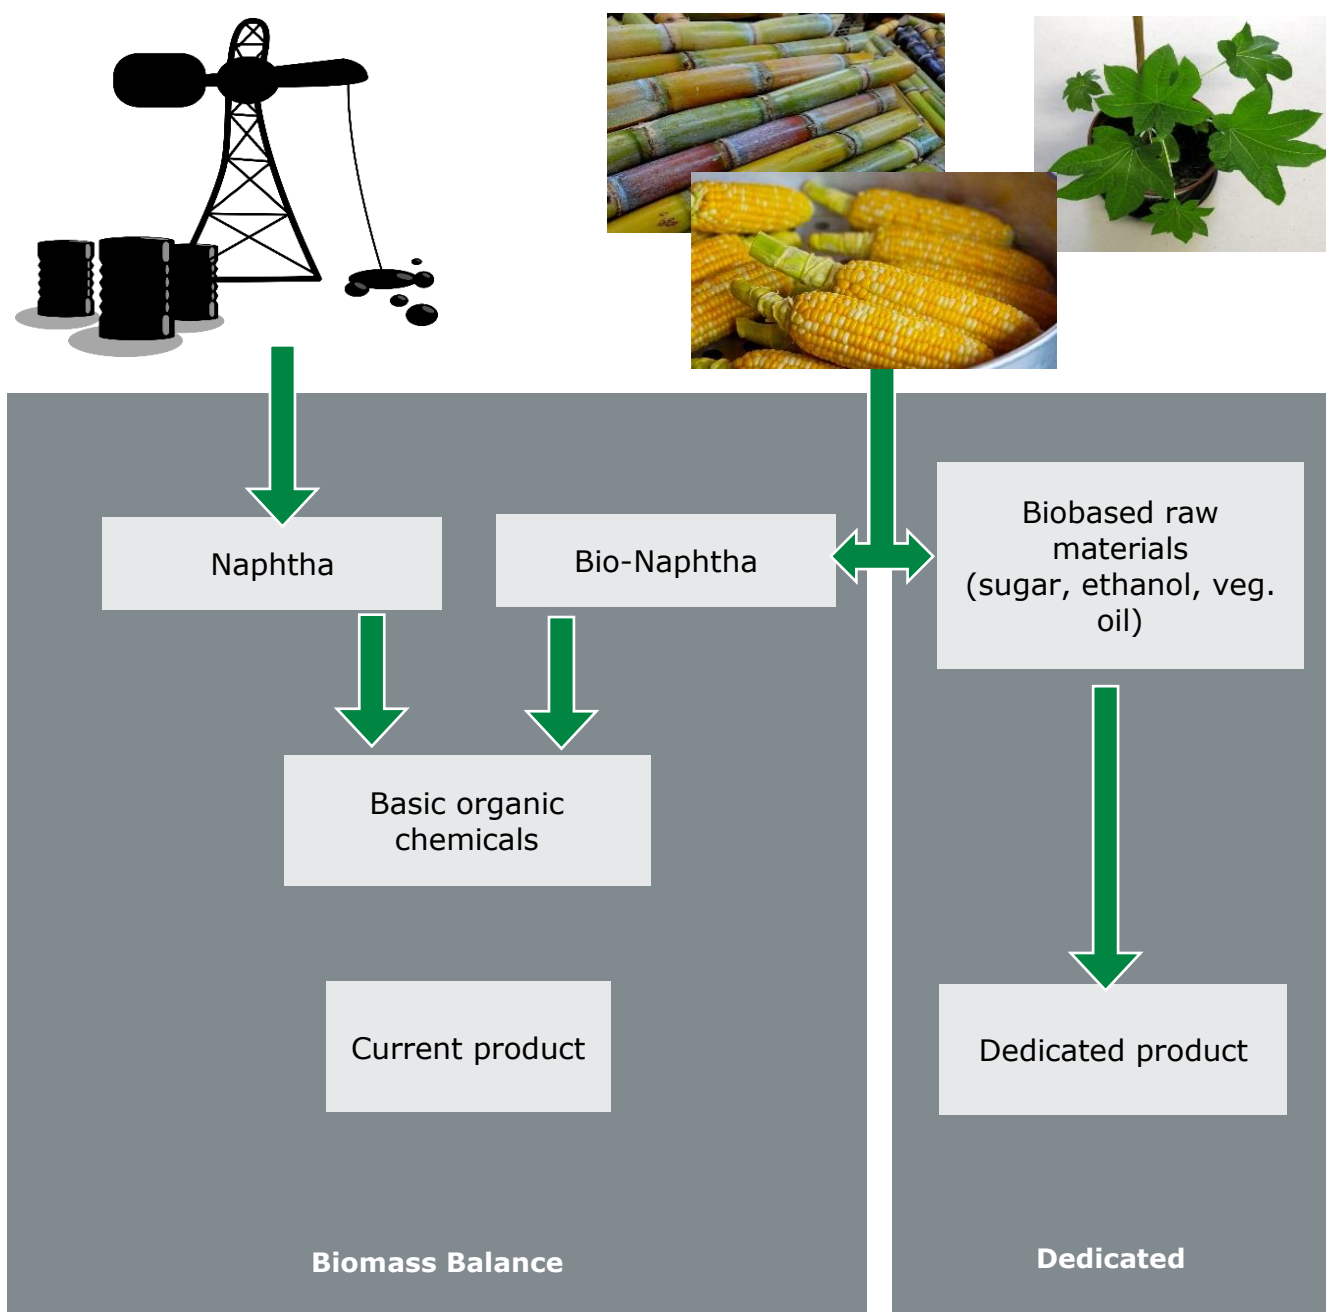 Naphtha
Bio-Naphtha
Biobased raw
materials
(sugar, ethanol, veg.
oil)
Basic organic
chemicals
Current product
Dedicated product
Biomass Balance
Dedicated